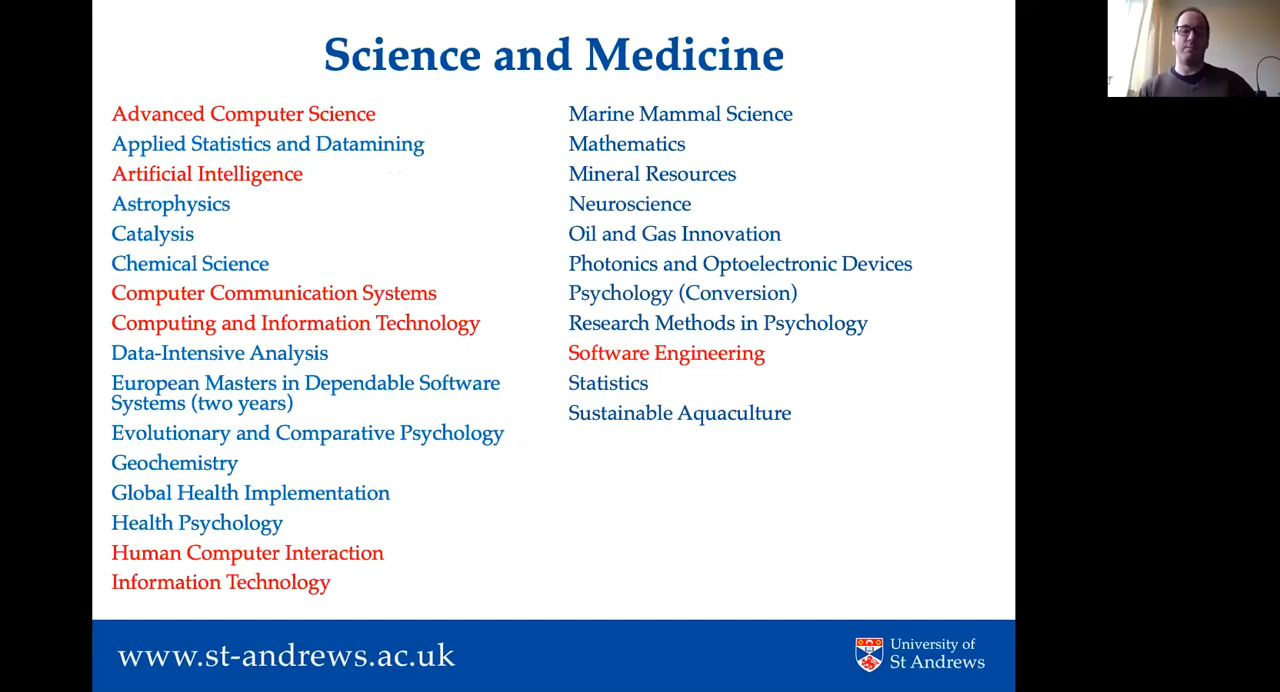 Science and Medicine
Advanced Computer Science
Applied Statistics and Datamining
Artificial Intelligence
Astrophysics
Catalysis
Chemical Science
Computer Communication Systems
Computing and Information Technology
Data-Intensive Analysis
European Masters in Dependable Software
Systems (two years)
Evolutionary and Comparative Psychology
Geochemistry
Global Health Implementation
Health Psychology
Human Computer Interaction
Information Technology
Marine Mammal Science
Mathematics
Mineral Resources
Neuroscience
Oil and Gas Innovation
Photonics and Optoelectronic Devices
Psychology (Conversion)
Research Methods in Psychology
Software Engineering
Statistics
Sustainable Aquaculture
www.st-andrews.ac.uk
University of
St Andrews